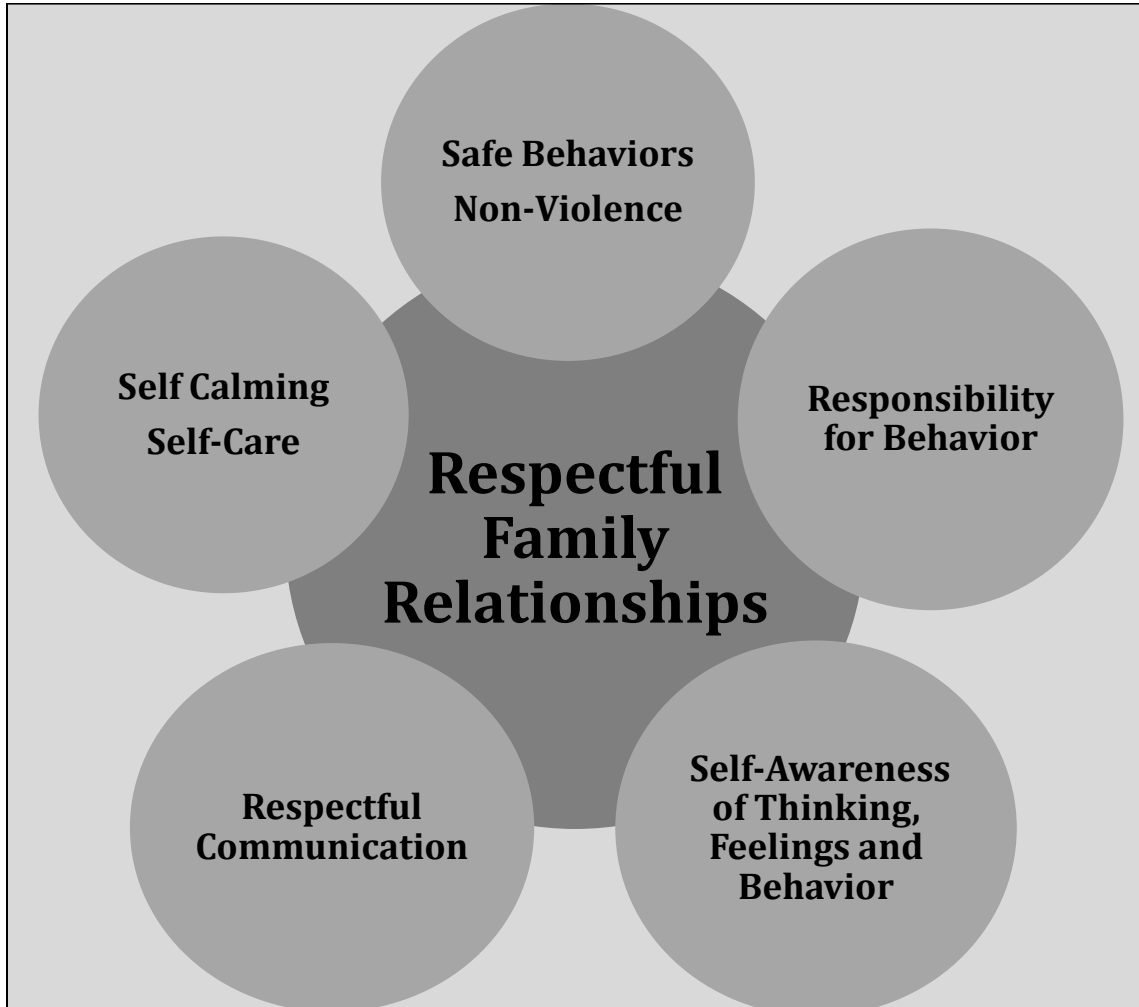 Safe Behaviors
Non-Violence
Self Calming
Self-Care
Responsibility
for Behavior
Respectful
Family
Relationships
Respectful
Communication
Self-Awareness
of Thinking,
Feelings and
Behavior